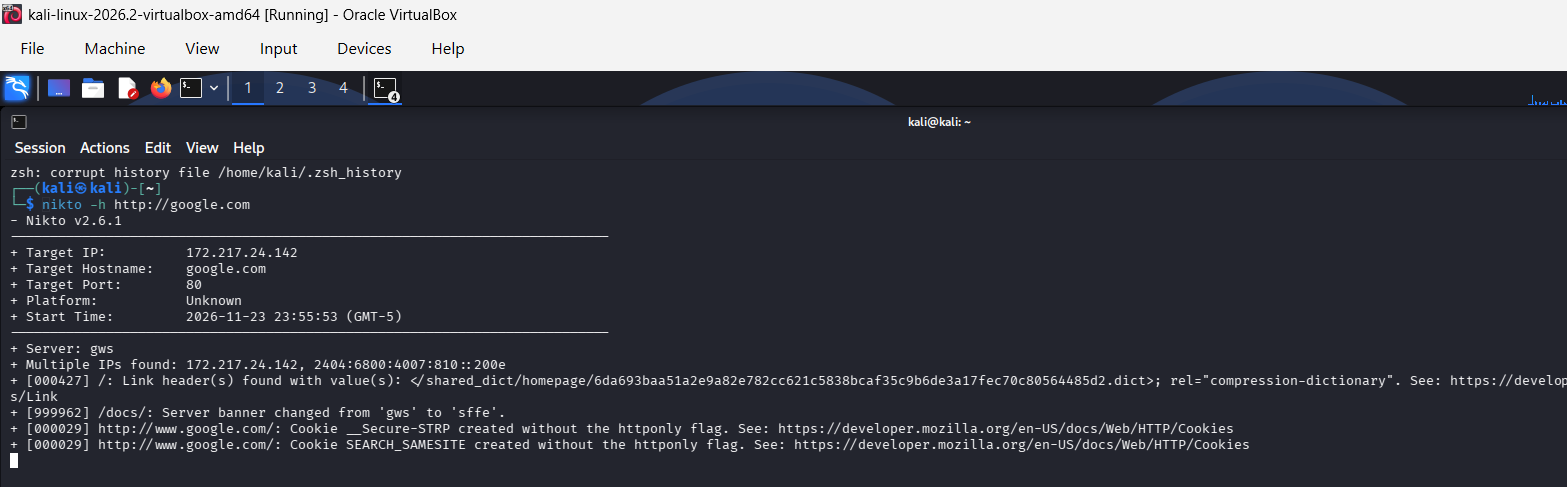 kali-linux-2026.2-virtualbox-amd64 [Running] - Oracle VirtualBox
File Machine View Input Devices Help
1 2 3 4 4
kali@kali: ~
Session Actions Edit View Help
zsh: corrupt history file /home/kali/.zsh_history
┌──(kali㉿kali)-[~]
└─$ nikto -h http://google.com
- Nikto v2.6.1
+ Target IP: 172.217.24.142
+ Target Hostname: google.com
+ Target Port: 80
+ Platform: Unknown
+ Start Time: 2026-11-23 23:55:53 (GMT-5)
+ Server: gws
+ Multiple IPs found: 172.217.24.142, 2404:6800:4007:810::200e
+ [000427] /: Link header(s) found with value(s): </shared_dict/homepage/6da693baa51a2e9a82e782cc621c5838bcaf35c9b6de3a17fec70c80564485d2.dict>; rel="compression-dictionary". See: https://develop
s/Link
+ [999962] /docs/: Server banner changed from 'gws' to 'sffe'.
+ [000029] http://www.google.com/: Cookie __Secure-STRP created without the httponly flag. See: https://developer.mozilla.org/en-US/docs/Web/HTTP/Cookies
+ [000029] http://www.google.com/: Cookie SEARCH_SAMESITE created without the httponly flag. See: https://developer.mozilla.org/en-US/docs/Web/HTTP/Cookies